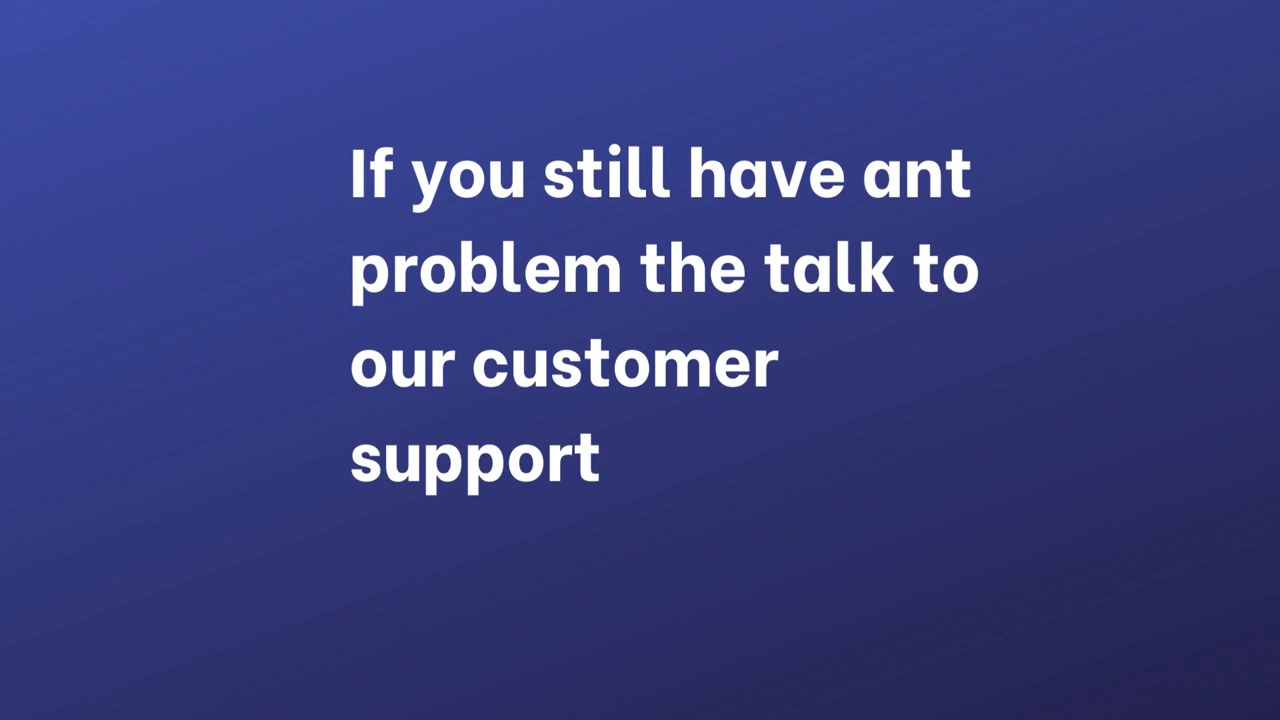 If you still have ant
problem the talk to
our customer
support